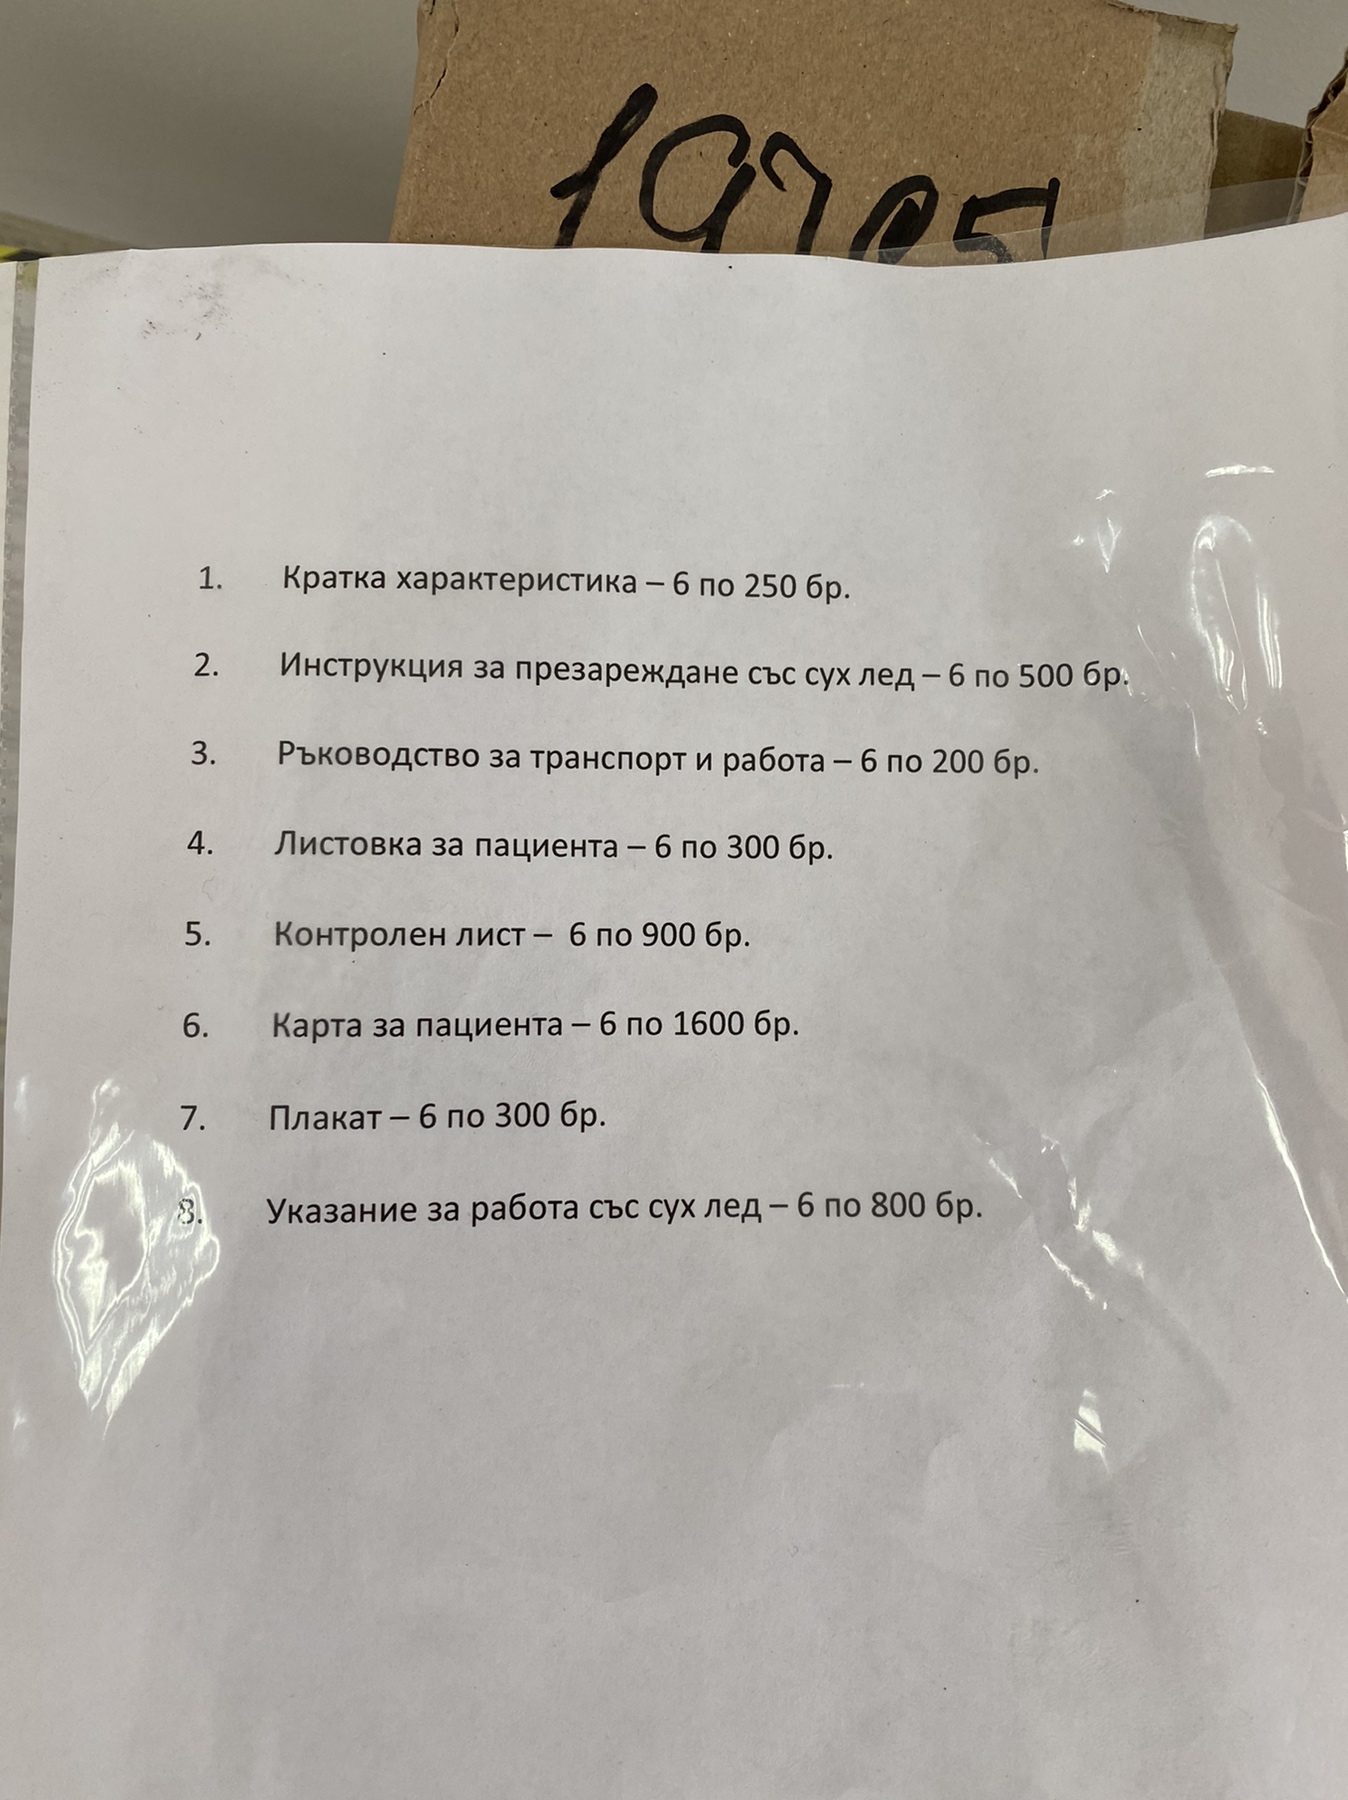 1. Кратка характеристика – 6 по 250 бр.
2. Инструкция за презареждане със сух лед – 6 по 500 бр.
3. Ръководство за транспорт и работа – 6 по 200 бр.
4. Листовка за пациента – 6 по 300 бр.
5. Контролен лист – 6 по 900 бр.
6. Карта за пациента – 6 по 1600 бр.
7. Плакат – 6 по 300 бр.
8. Указание за работа със сух лед – 6 по 800 бр.